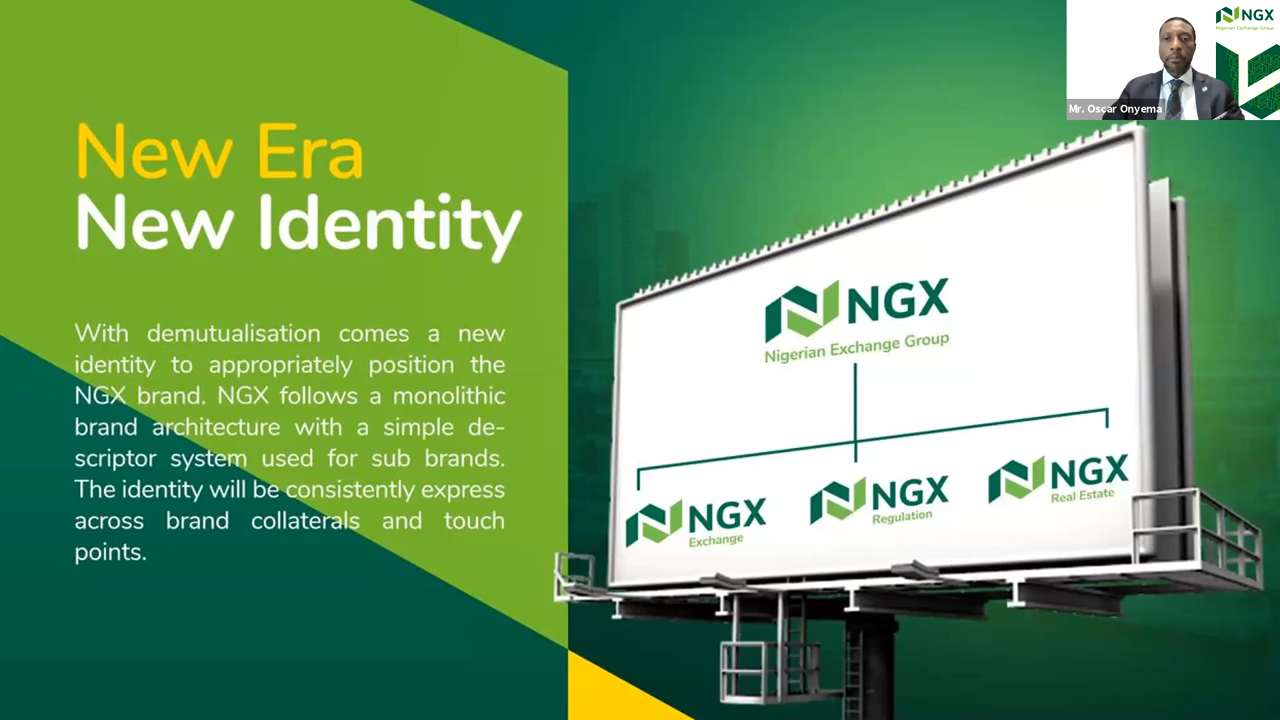 NGX
Nigerian Exchange Group
Mr. Oscar Onyema
New Era
New Identity
With demutualisation comes a new
identity to appropriately position the
NGX brand. NGX follows a monolithic
brand architecture with a simple de-
scriptor system used for sub brands.
The identity will be consistently express
across brand collaterals and touch
points.
NGX
Nigerian Exchange Group
NGX
Exchange
NGX
Regulation
NGX
Real Estate